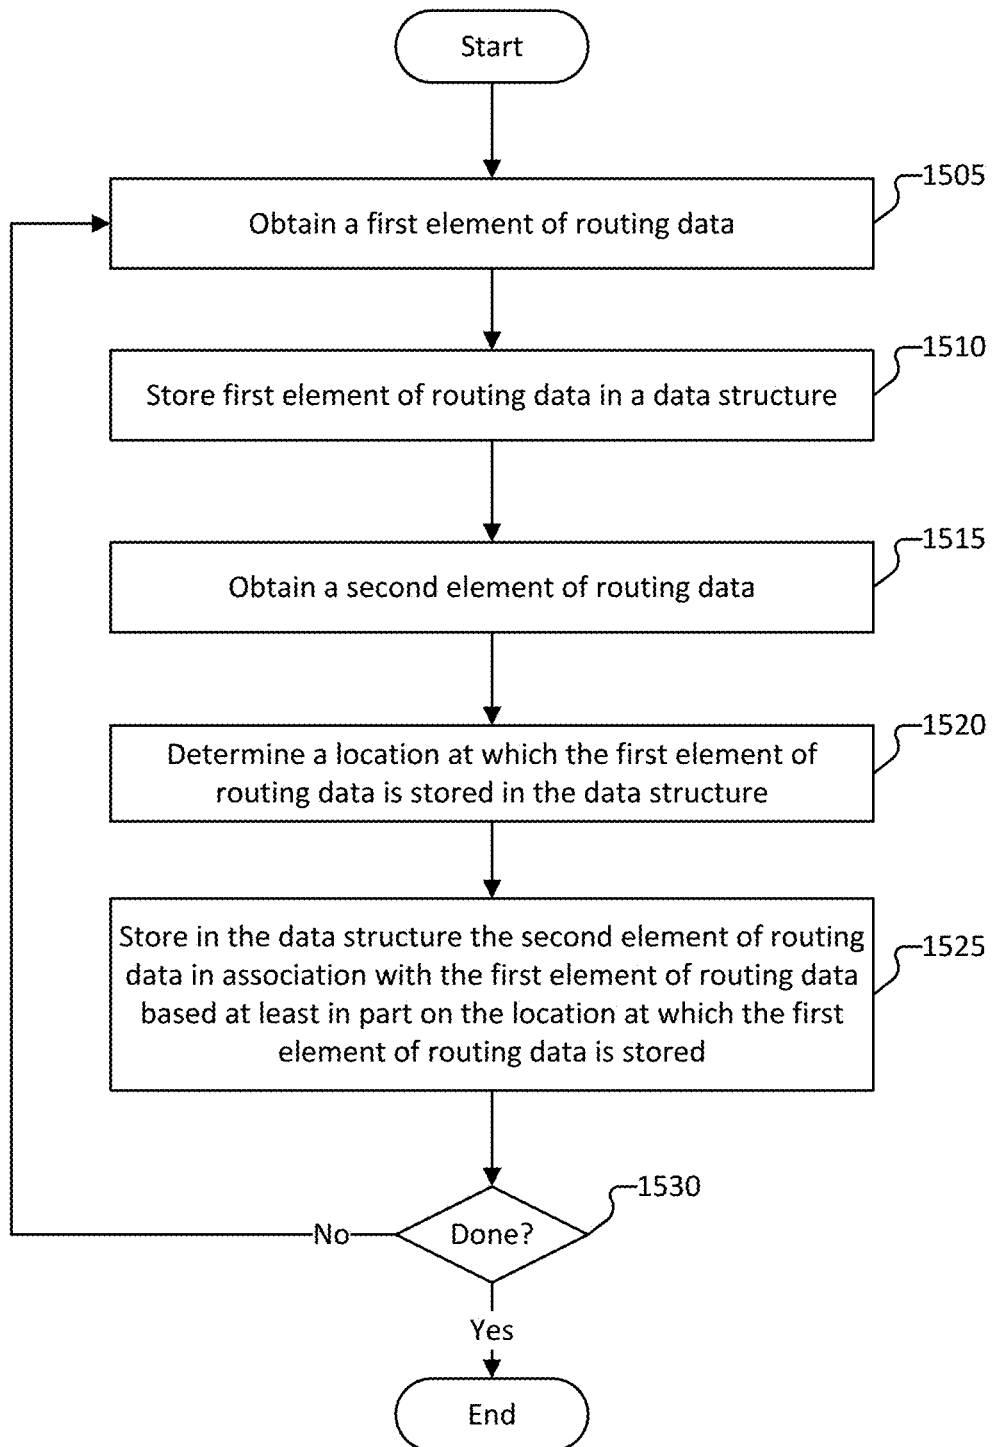 Start
1505
Obtain a first element of routing data
1510
Store first element of routing data in a data structure
1515
Obtain a second element of routing data
1520
Determine a location at which the first element of
routing data is stored in the data structure
Store in the data structure the second element of routing
1525
data in association with the first element of routing data
based at least in part on the location at which the first
element of routing data is stored
1530
Done?
No
Yes
End